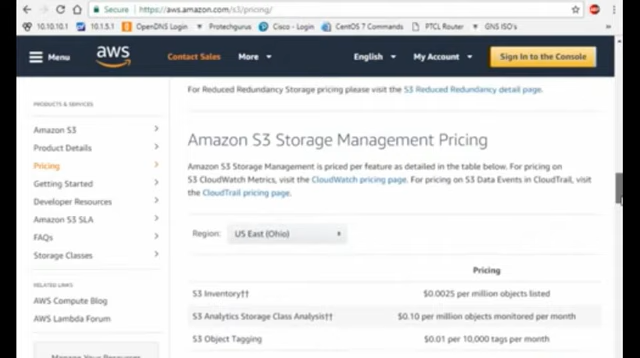 Secure https://aws.amazon.com/s3/pricing/
10.10.10.1 10.1.5.1 OpenDNS Login Protechgurus Cisco - Login CentOS 7 Commands PTCL Router GNS ISO's
Menu aws Contact Sales More English My Account Sign In to the Console
For Reduced Redundancy Storage pricing please visit the S3 Reduced Redundancy detail page.
PRODUCTS & SERVICES
Amazon S3
Product Details
Pricing
Getting Started
Developer Resources
Amazon S3 SLA
FAQs
Storage Classes
RELATED LINKS
AWS Compute Blog
AWS Lambda Forum
Manage Your Resources
Amazon S3 Storage Management Pricing
Amazon S3 Storage Management is priced per feature as detailed in the table below. For pricing on
S3 CloudWatch Metrics, visit the CloudWatch pricing page. For pricing on S3 Data Events in CloudTrail, visit
the CloudTrail pricing page.
Region: US East (Ohio)
Pricing
S3 Inventory†† $0.0025 per million objects listed
S3 Analytics Storage Class Analysis†† $0.10 per million objects monitored per month
S3 Object Tagging $0.01 per 10,000 tags per month